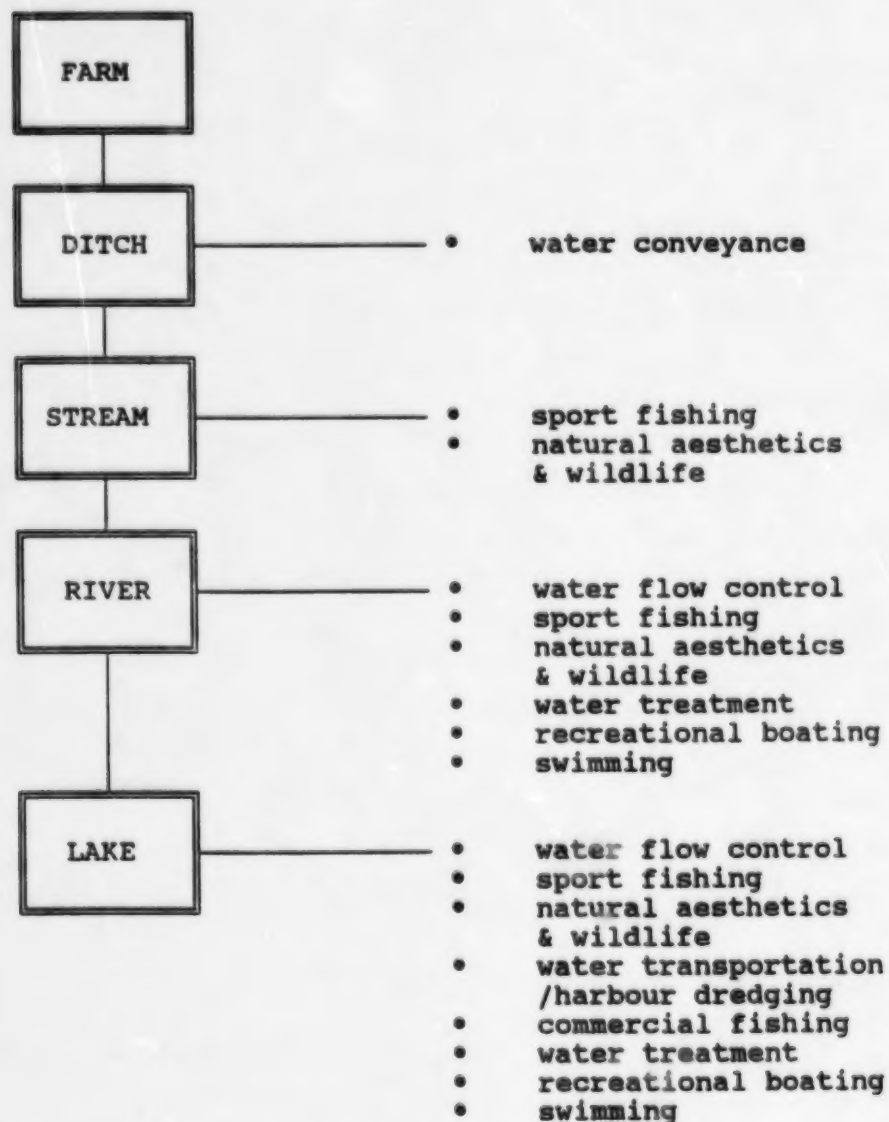 FARM
DITCH • water conveyance
STREAM • sport fishing
• natural aesthetics
& wildlife
RIVER • water flow control
• sport fishing
• natural aesthetics
& wildlife
• water treatment
• recreational boating
• swimming
LAKE • water flow control
• sport fishing
• natural aesthetics
& wildlife
• water transportation
/harbour dredging
• commercial fishing
• water treatment
• recreational boating
• swimming